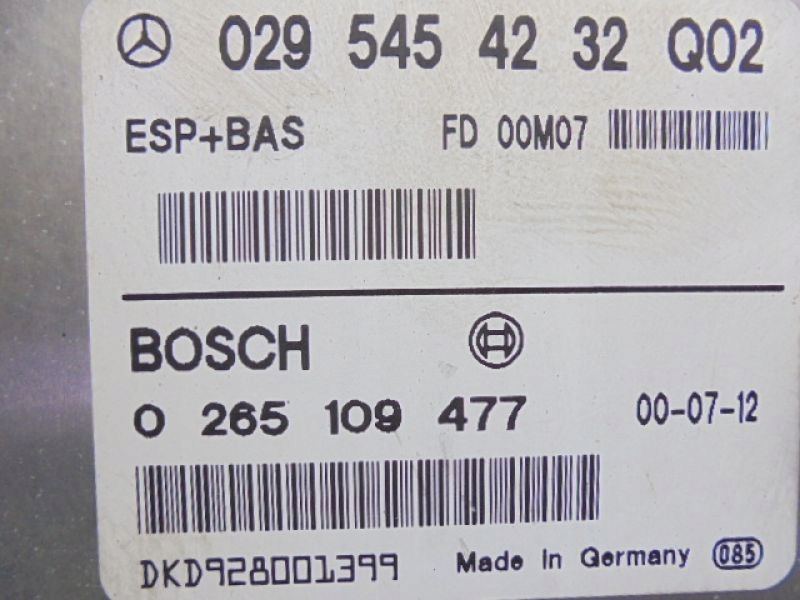 029 545 42 32 Q02
ESP+BAS FD 00M07
BOSCH
0 265 109 477 00-07-12
DKD928001399 Made in Germany 085